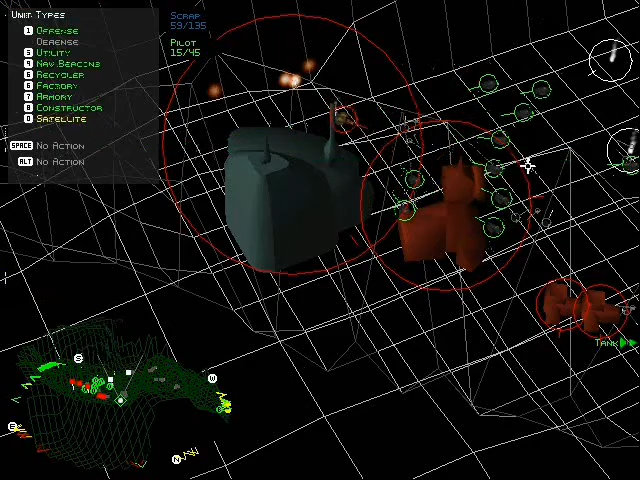 Unit Types
1 Offense
Defense
3 Utility
4 Nav Beacons
5 Recycler
6 Factory
7 Armory
8 Constructor
0 Satellite
SPACE No Action
ALT No Action
Scrap
59/135
Pilot
15/45
Tank
S
W
E
N